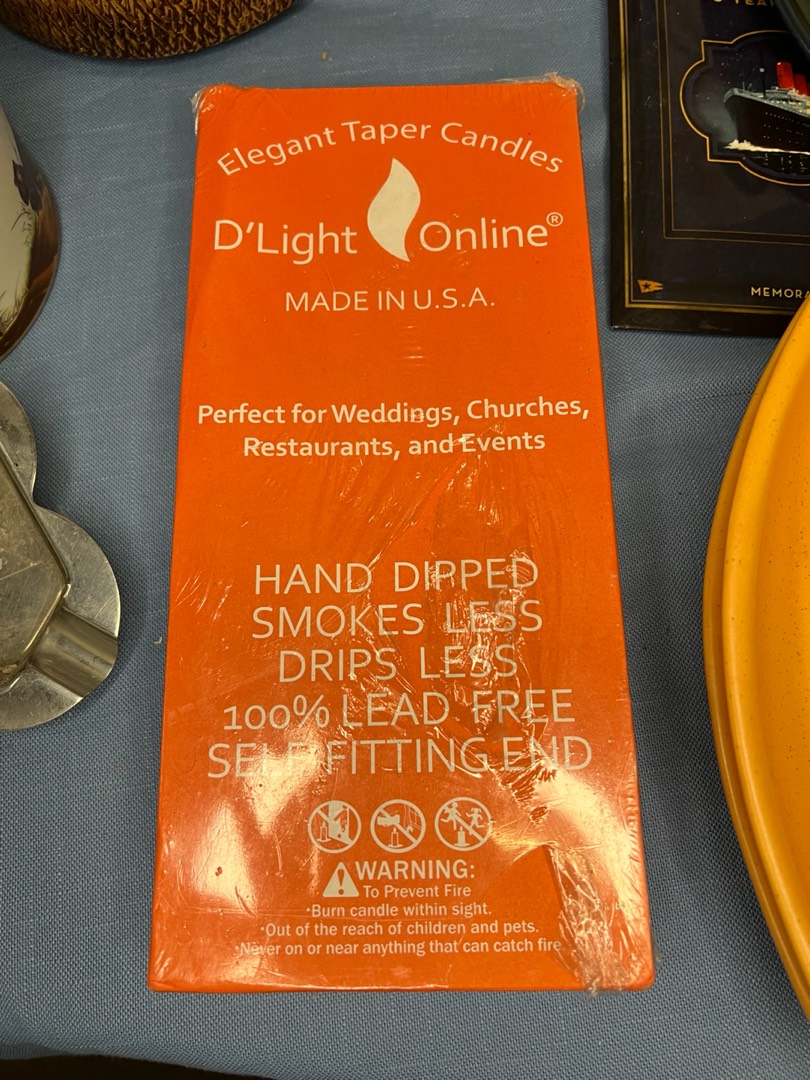 Elegant Taper Candles
D'Light Online®
MADE IN U.S.A.
Perfect for Weddings, Churches,
Restaurants, and Events
HAND DIPPED
SMOKES LESS
DRIPS LESS
100% LEAD FREE
SELF FITTING END
WARNING:
To Prevent Fire
•Burn candle within sight.
•Out of the reach of children and pets.
•Never on or near anything that can catch fire